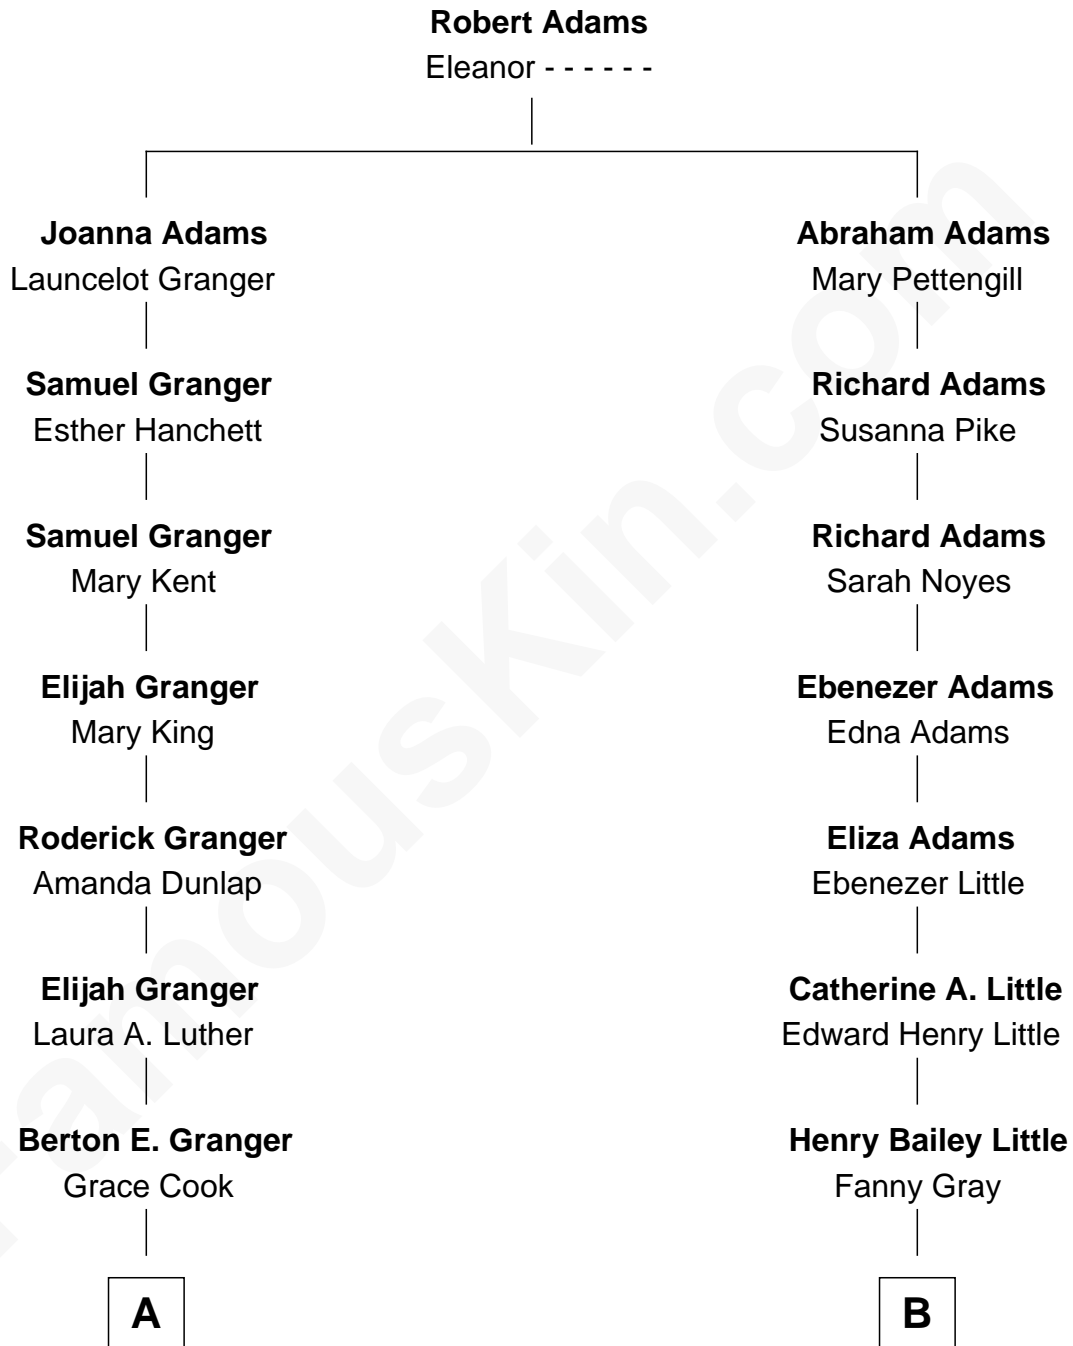 Robert Adams
Eleanor - - - - - -
Joanna Adams
Launcelot Granger
Abraham Adams
Mary Pettengill
Samuel Granger
Esther Hanchett
Richard Adams
Susanna Pike
Samuel Granger
Mary Kent
Richard Adams
Sarah Noyes
Elijah Granger
Mary King
Ebenezer Adams
Edna Adams
Roderick Granger
Amanda Dunlap
Eliza Adams
Ebenezer Little
Elijah Granger
Laura A. Luther
Catherine A. Little
Edward Henry Little
Berton E. Granger
Grace Cook
Henry Bailey Little
Fanny Gray
A
B
FamousKin.com